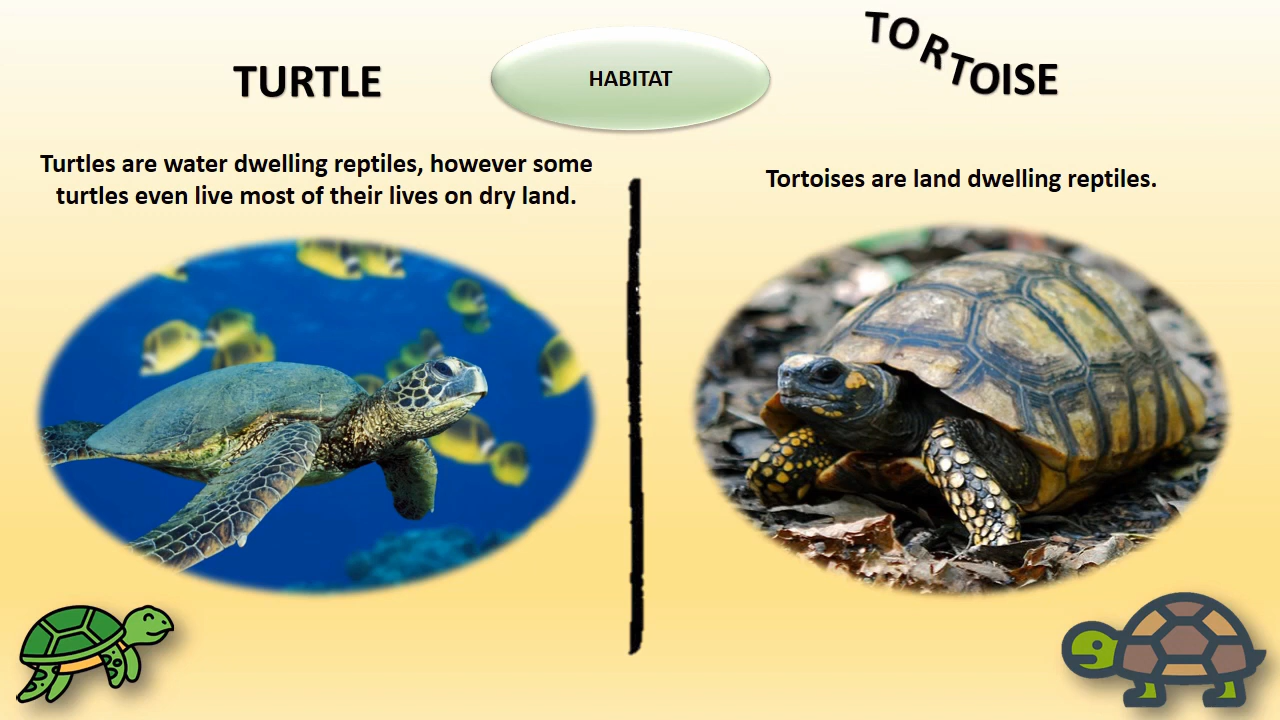 TURTLE
HABITAT
TORTOISE
Turtles are water dwelling reptiles, however some
turtles even live most of their lives on dry land.
Tortoises are land dwelling reptiles.